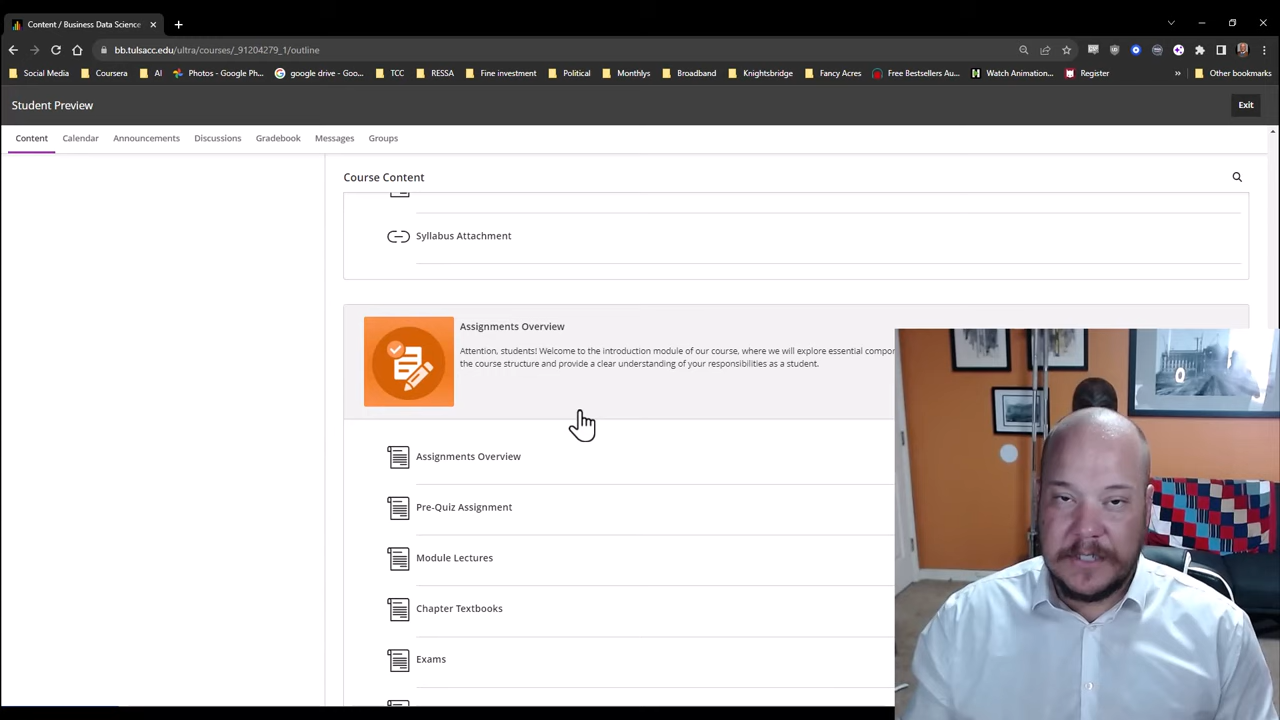 Content / Business Data Science
bb.tulsacc.edu/ultra/courses/_91204279_1/outline
Social Media
Coursera
AI
Photos - Google Ph...
google drive - Goo...
TCC
RESSA
Fine investment
Political
Monthlys
Broadband
Knightsbridge
Fancy Acres
Free Bestsellers Au...
Watch Animation...
Register
Other bookmarks
Student Preview
Exit
Content
Calendar
Announcements
Discussions
Gradebook
Messages
Groups
Course Content
Syllabus Attachment
Assignments Overview
Attention, students! Welcome to the introduction module of our course, where we will explore essential compo
the course structure and provide a clear understanding of your responsibilities as a student.
Assignments Overview
Pre-Quiz Assignment
Module Lectures
Chapter Textbooks
Exams